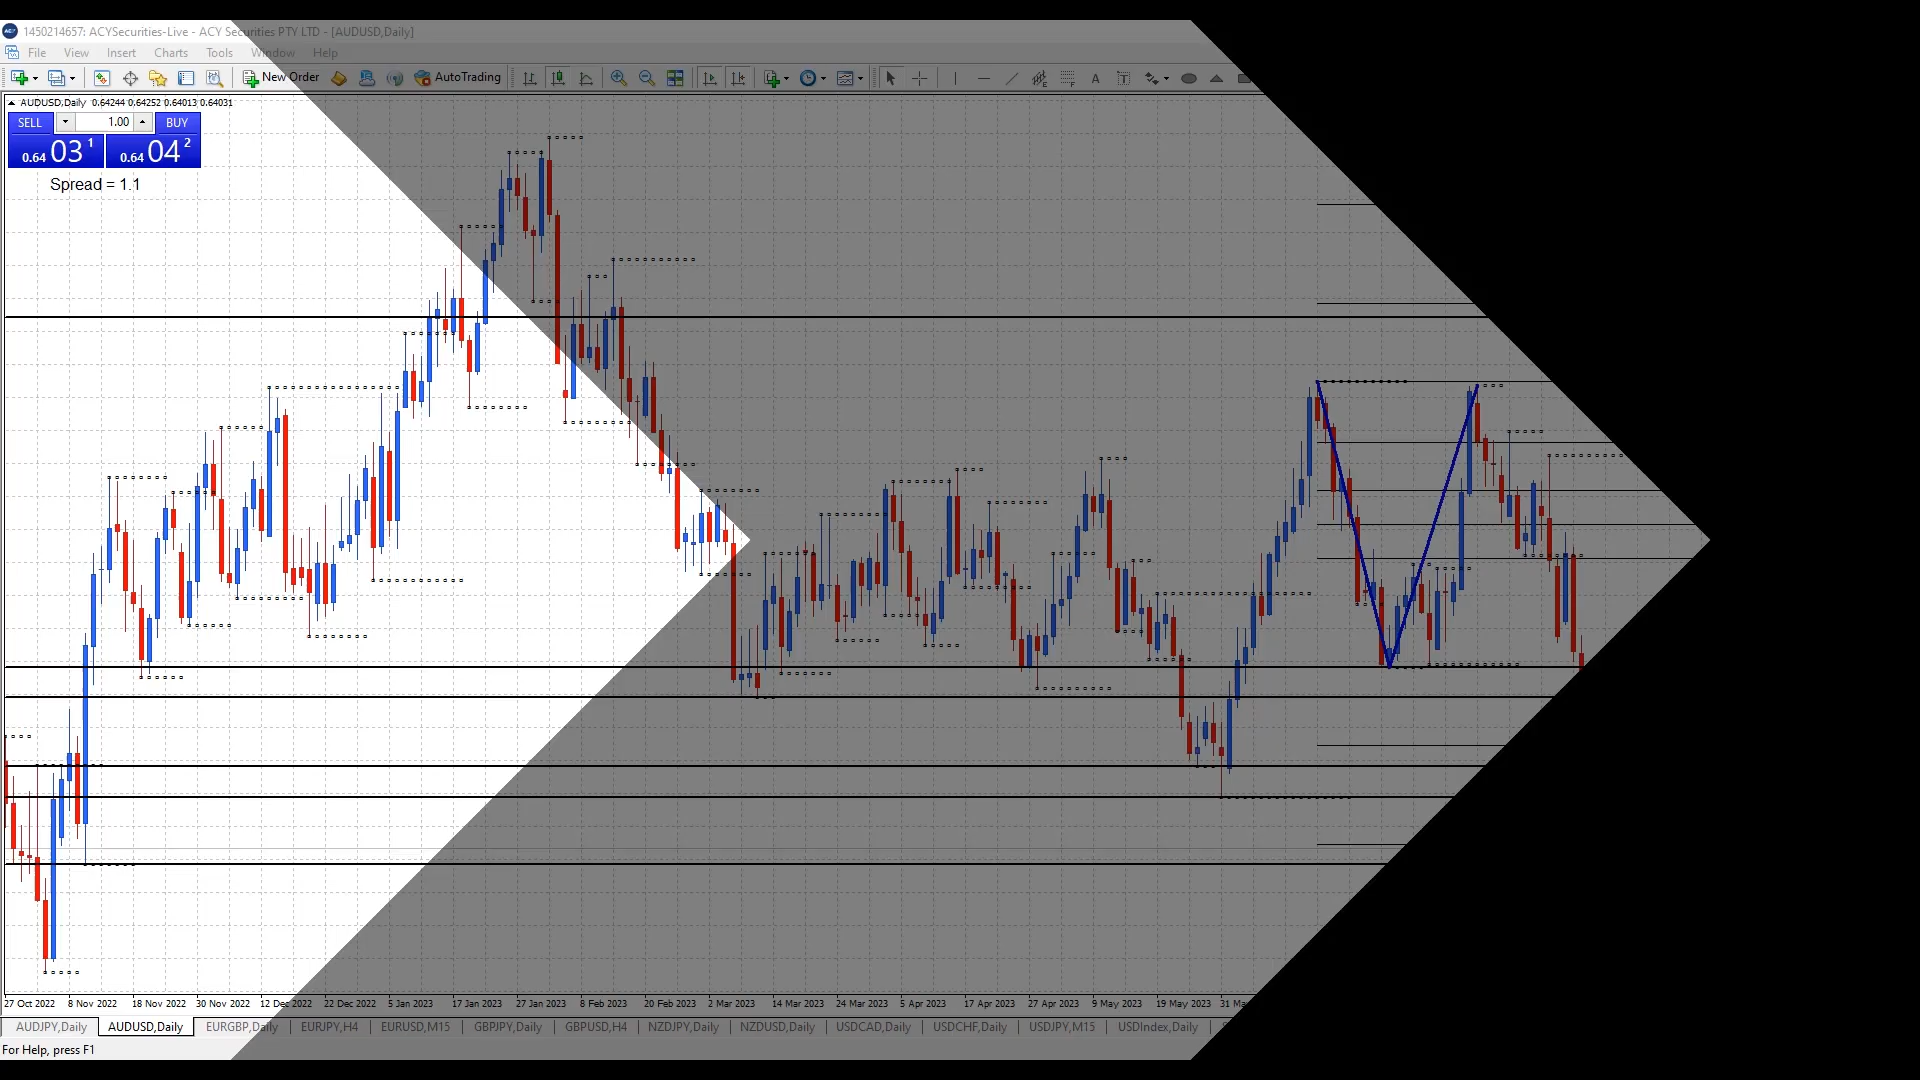 1450214657: ACYSecurities-Live - ACY Securities PTY LTD - [AUDUSD,Daily]
File View Insert Charts Tools Window Help
New Order AutoTrading
AUDUSD,Daily 0.64244 0.64252 0.64013 0.64031
SELL 1.00 BUY
0.64 03 1 0.64 04 2
Spread = 1.1
27 Oct 2022 8 Nov 2022 18 Nov 2022 30 Nov 2022 12 Dec 2022 22 Dec 2022 5 Jan 2023 17 Jan 2023 27 Jan 2023 8 Feb 2023 20 Feb 2023 2 Mar 2023 14 Mar 2023 24 Mar 2023 5 Apr 2023 17 Apr 2023 27 Apr 2023 9 May 2023 19 May 2023 31
AUDJPY,Daily AUDUSD,Daily EURGBP,Daily EURJPY,H4 EURUSD,M15 GBPJPY,Daily GBPUSD,H4 NZDJPY,Daily NZDUSD,Daily USDCAD,Daily USDCHF,Daily USDJPY,M15 USDIndex,Daily
For Help, press F1